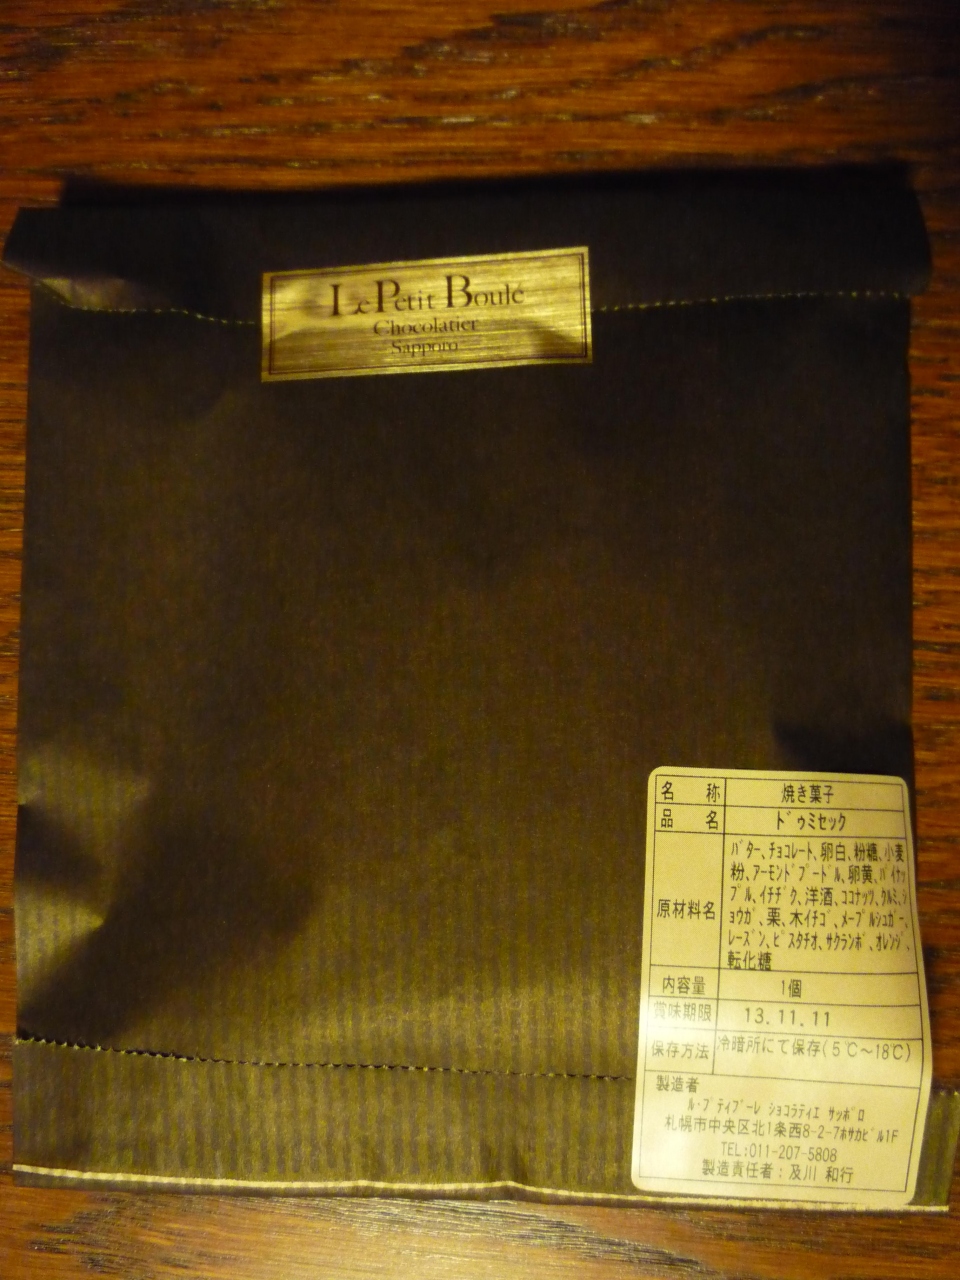 Le Petit Boulé
Chocolatier
Sapporo
名 称 焼き菓子
品 名 ドゥミセック
原材料名 バター、チョコレート、卵白、粉糖、小麦
粉、アーモンドプードル、卵黄、パイナッ
プル、イチヂク、洋酒、ココナッツ、クルミ、シ
ョウガ、栗、木イチゴ、メープルシュガー、
レーズン、ピスタチオ、サクランボ、オレンジ、
転化糖
内容量 1個
賞味期限 13.11.11
保存方法 冷暗所にて保存(5℃～18℃)
製造者
ル・プティブーレ ショコラティエ サッポロ
札幌市中央区北1条西8-2-7ホサカビル1F
TEL:011-207-5808
製造責任者：及川 和行